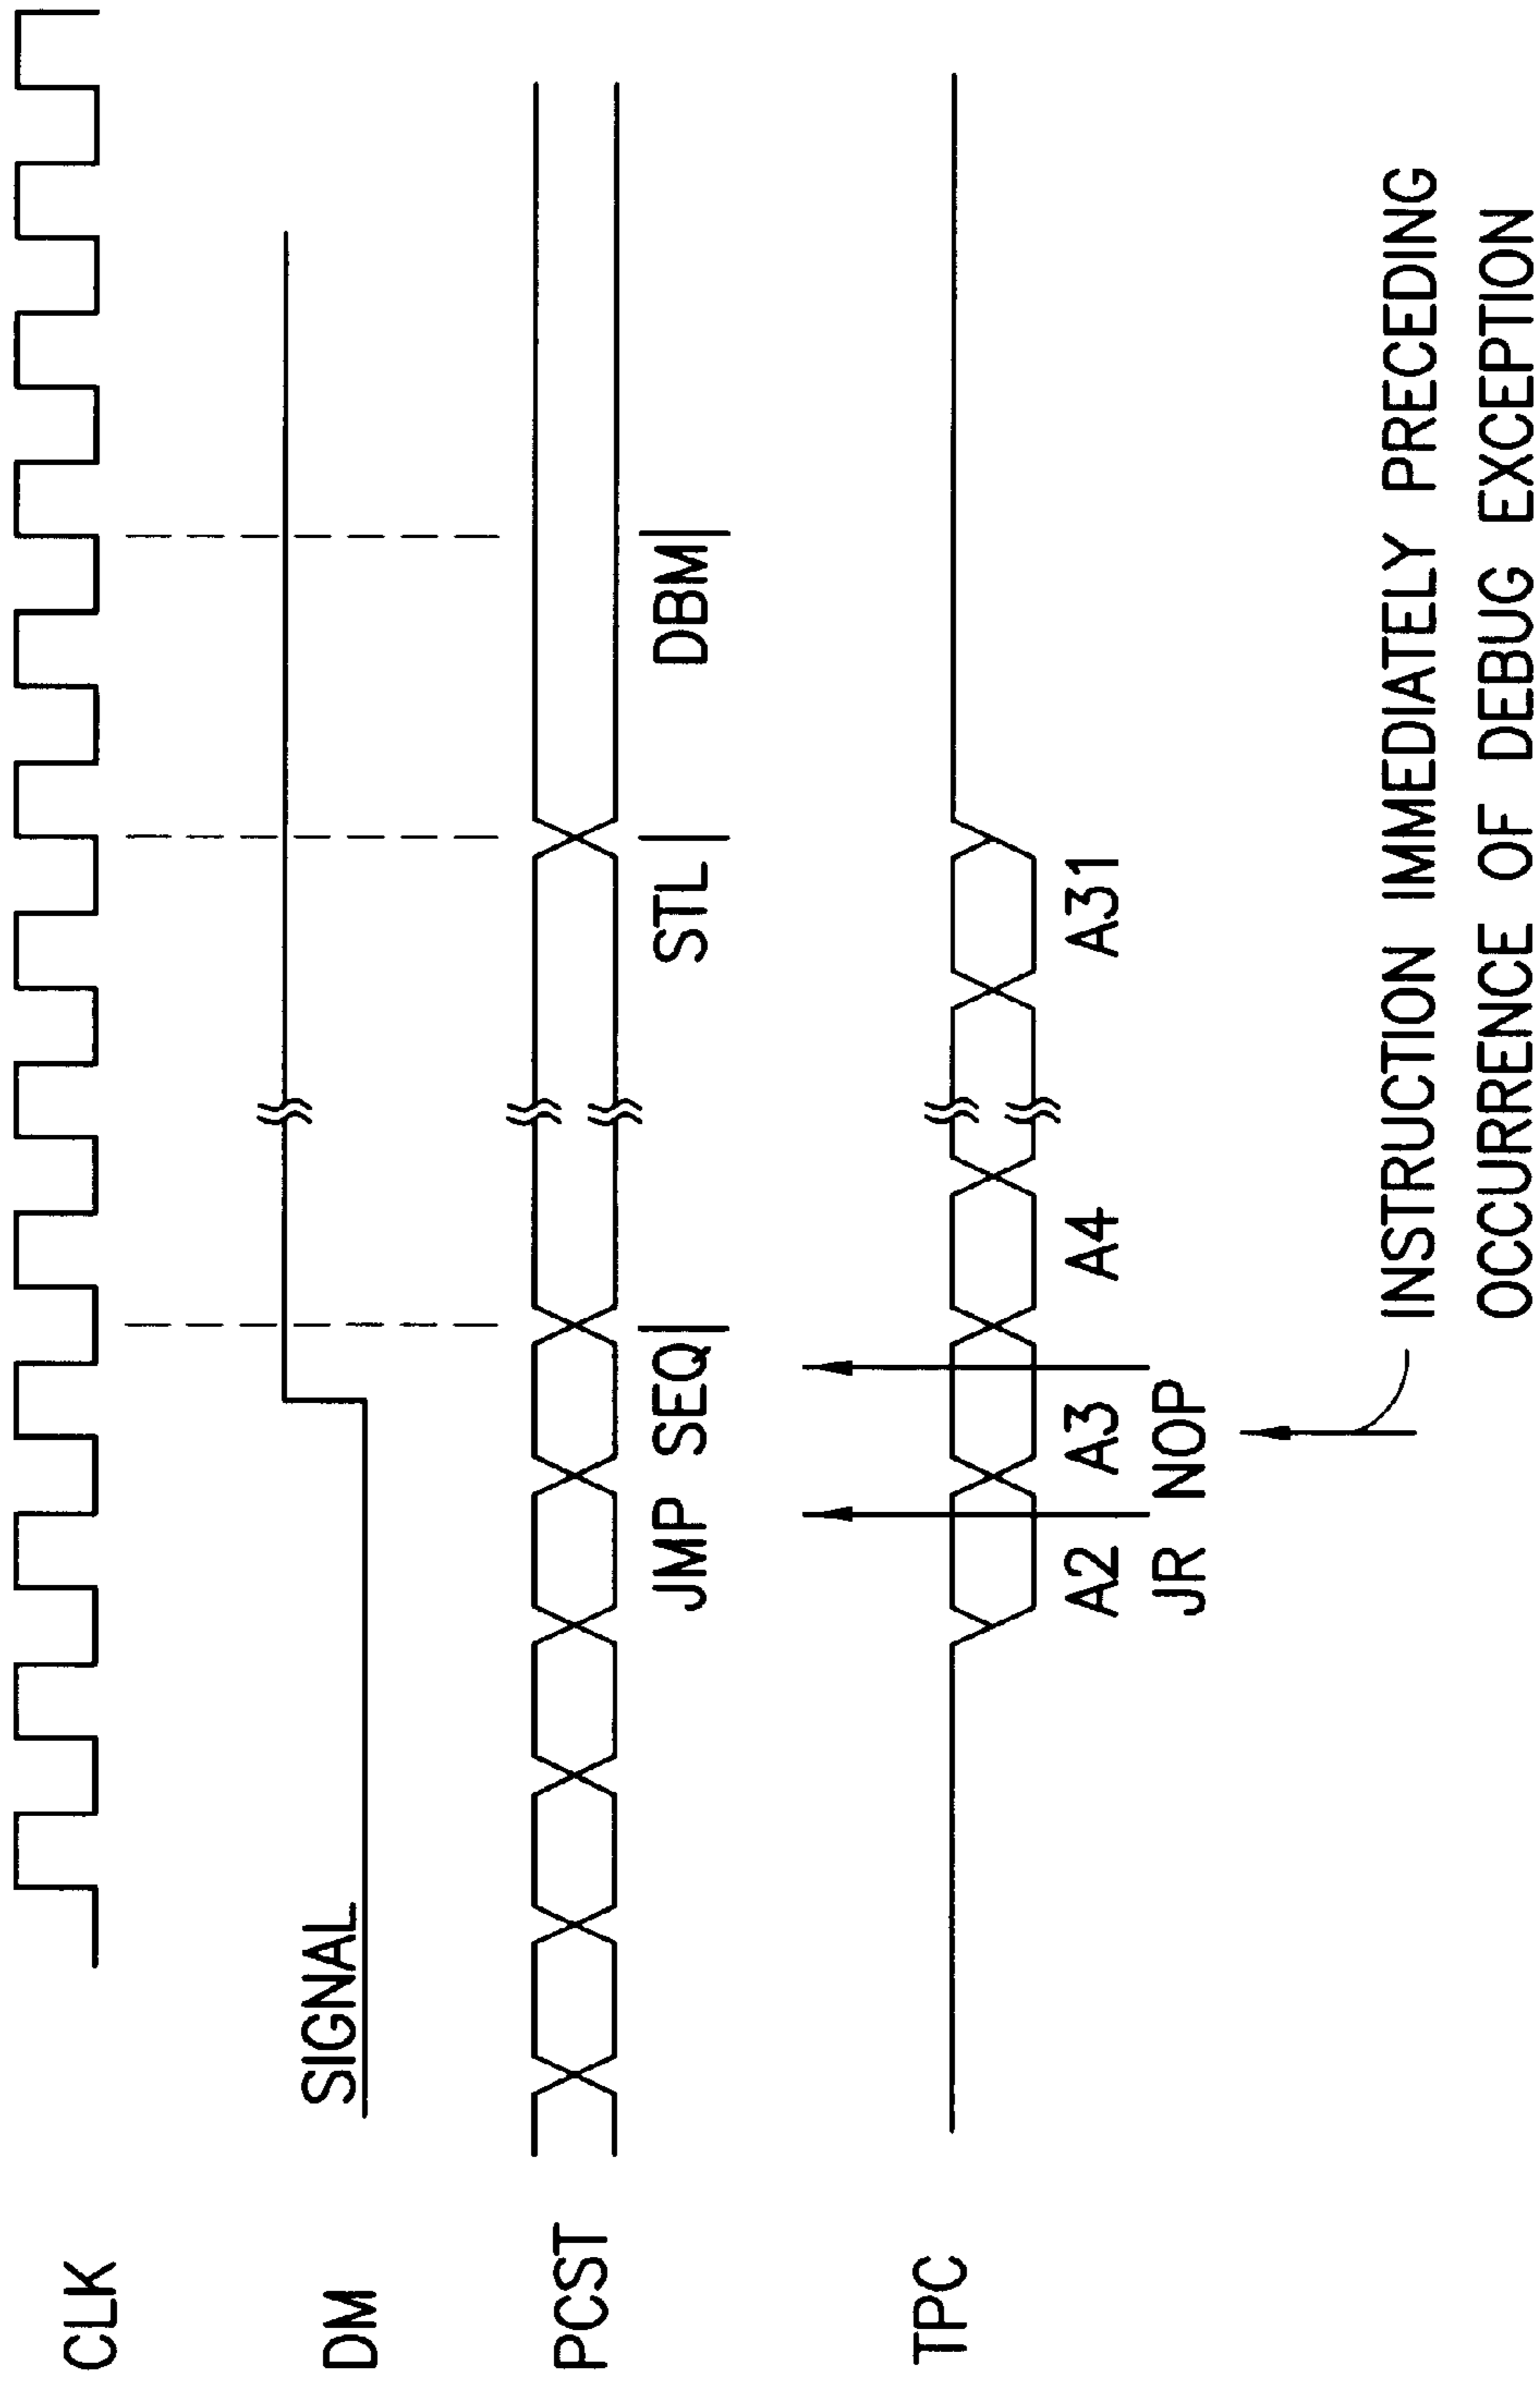 CLK
DM SIGNAL
PCST
JMP SEQ STL DBM
TPC
A2 A3 A4 A31
JR NOP
INSTRUCTION IMMEDIATELY PRECEDING
OCCURRENCE OF DEBUG EXCEPTION